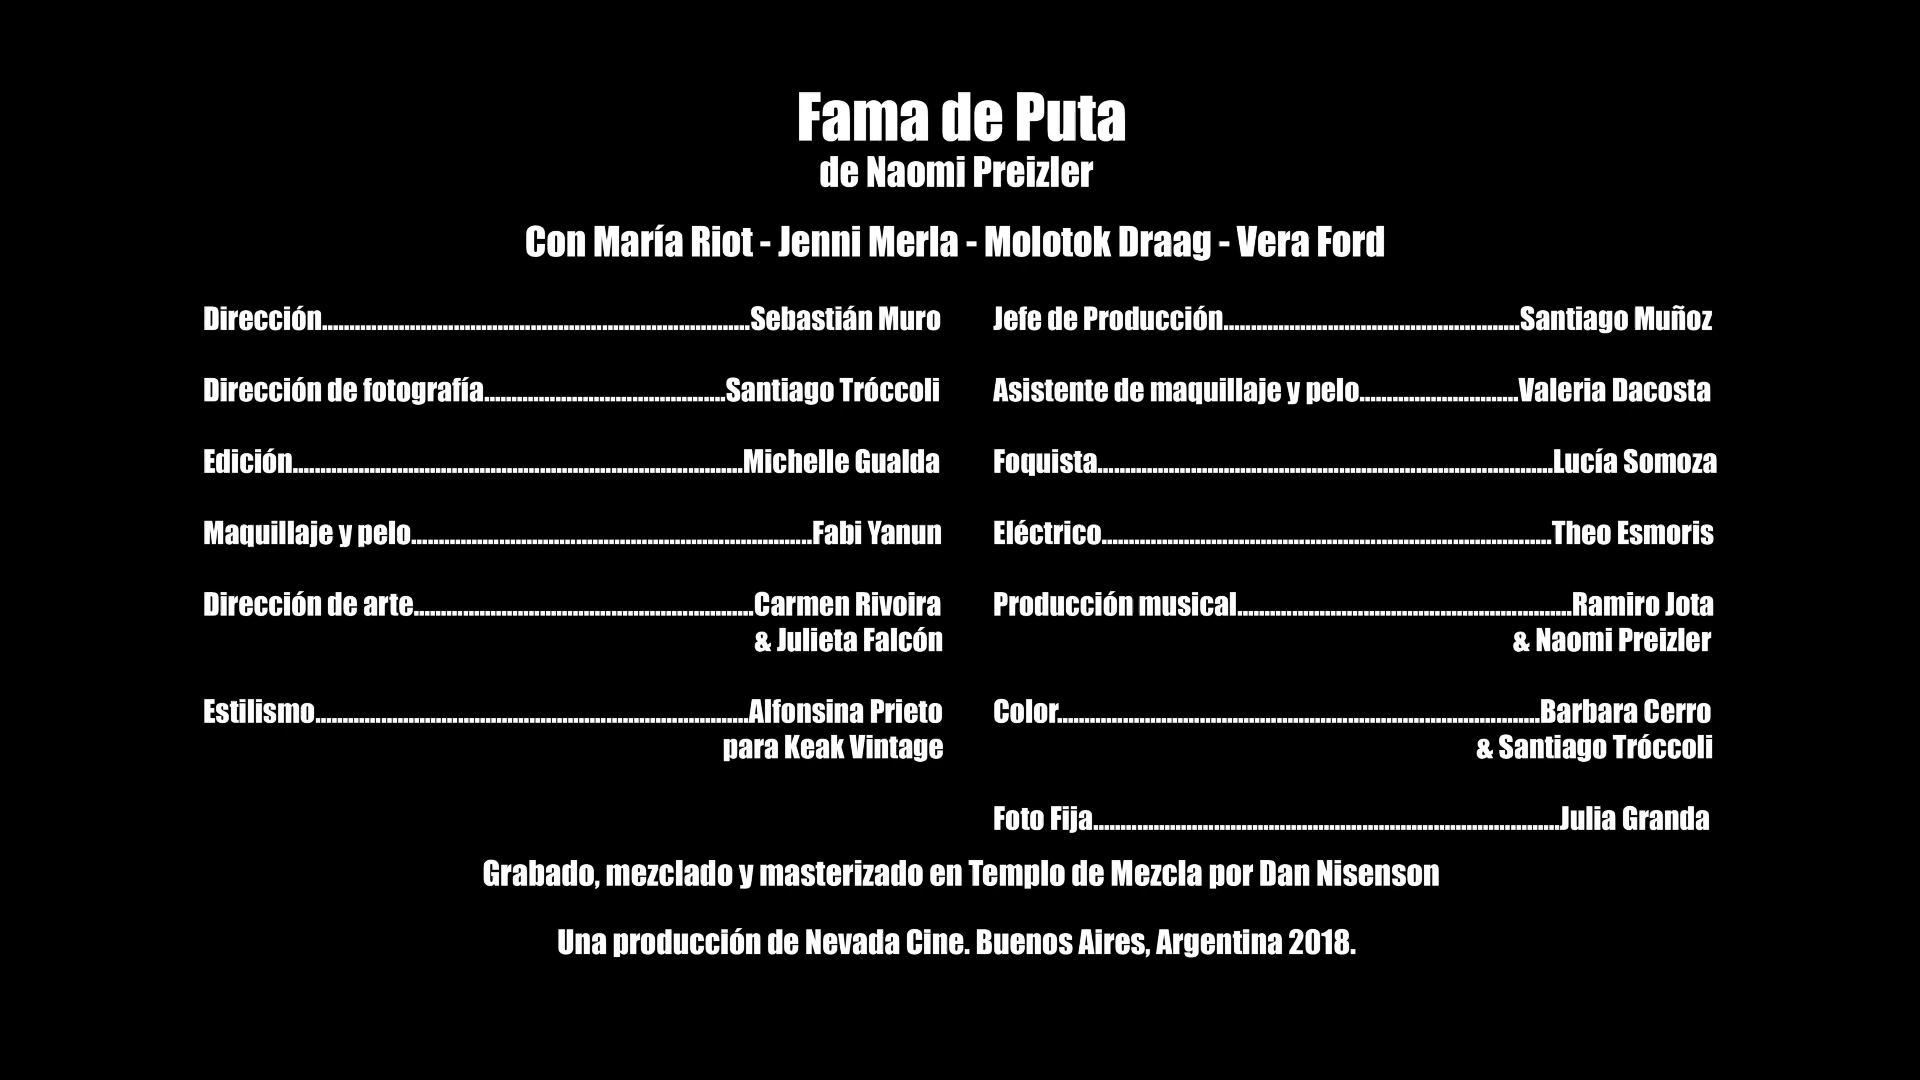 Fama de Puta
de Naomi Preizler
Con María Riot - Jenni Merla - Molotok Draag - Vera Ford
Dirección..............................................................................Sebastián Muro
Dirección de fotografía............................................Santiago Tróccoli
Edición..................................................................................Michelle Gualda
Maquillaje y pelo.........................................................................Fabi Yanun
Dirección de arte..............................................................Carmen Rivoira
& Julieta Falcón
Estilismo...............................................................................Alfonsina Prieto
para Keak Vintage
Jefe de Producción......................................................Santiago Muñoz
Asistente de maquillaje y pelo.............................Valeria Dacosta
Foquista...................................................................................Lucía Somoza
Eléctrico..................................................................................Theo Esmoris
Producción musical.............................................................Ramiro Jota
& Naomi Preizler
Color........................................................................................Barbara Cerro
& Santiago Tróccoli
Foto Fija.....................................................................................Julia Granda
Grabado, mezclado y masterizado en Templo de Mezcla por Dan Nisenson
Una producción de Nevada Cine. Buenos Aires, Argentina 2018.